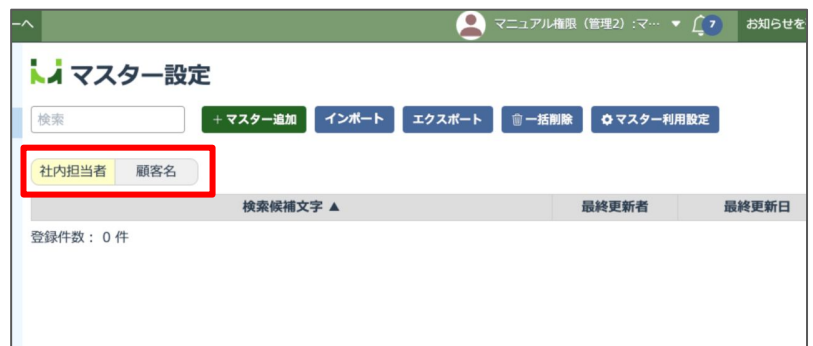 ーへ
マニュアル権限（管理2）:マ… ▼ 7 お知らせを
マスター設定
検索 +マスター追加 インポート エクスポート 一括削除 マスター利用設定
社内担当者 顧客名
検索候補文字 ▲ 最終更新者 最終更新日
登録件数： 0 件